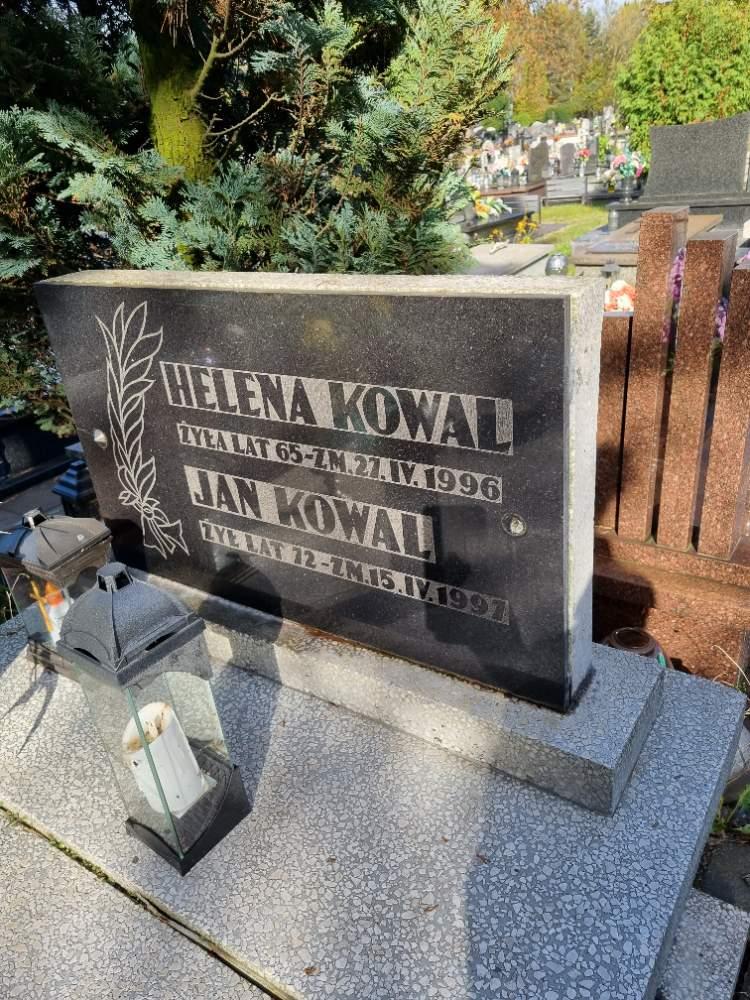 HELENA KOWAL
ŻYŁA LAT 65-ZM.27.IV.1996
JAN KOWAL
ŻYŁ LAT 72-ZM.15.IV.1997